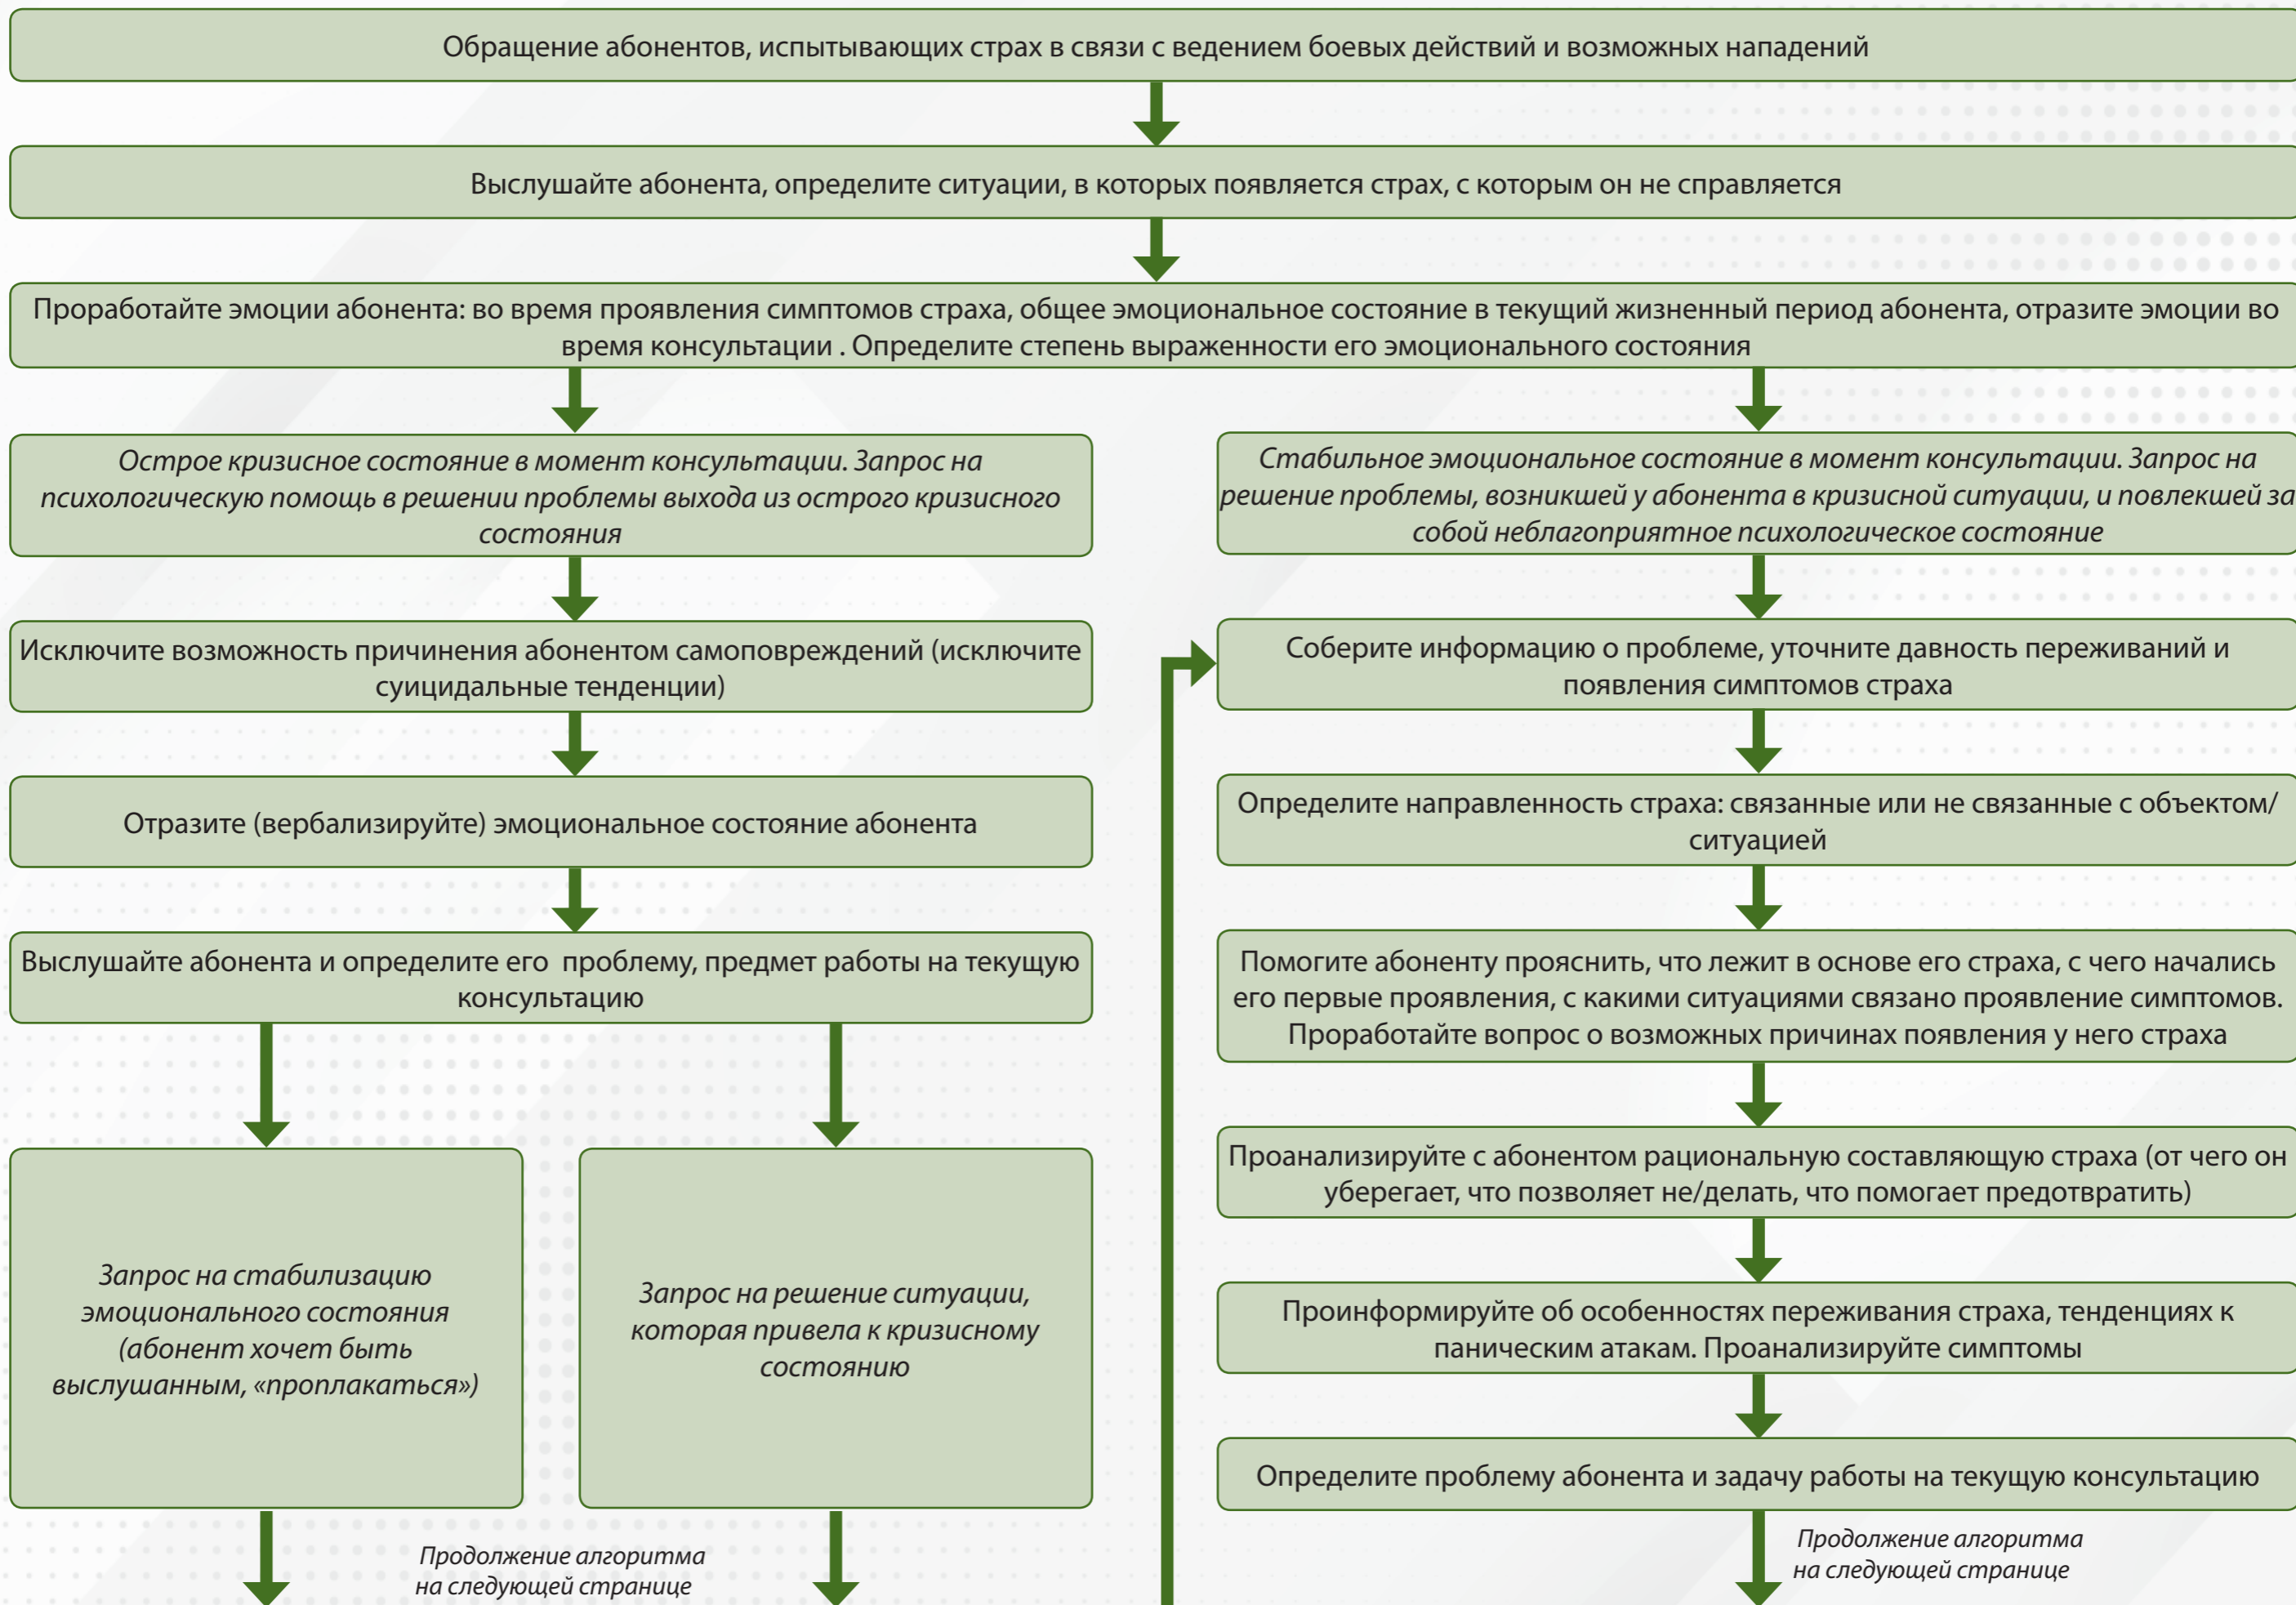 Обращение абонентов, испытывающих страх в связи с ведением боевых действий и возможных нападений
Выслушайте абонента, определите ситуации, в которых появляется страх, с которым он не справляется
Проработайте эмоции абонента: во время проявления симптомов страха, общее эмоциональное состояние в текущий жизненный период абонента, отразите эмоции во
время консультации . Определите степень выраженности его эмоционального состояния
Острое кризисное состояние в момент консультации. Запрос на
психологическую помощь в решении проблемы выхода из острого кризисного
состояния
Исключите возможность причинения абонентом самоповреждений (исключите
суицидальные тенденции)
Отразите (вербализируйте) эмоциональное состояние абонента
Выслушайте абонента и определите его  проблему, предмет работы на текущую
консультацию
Запрос на стабилизацию
эмоционального состояния
(абонент хочет быть
выслушанным, «проплакаться»)
Запрос на решение ситуации,
которая привела к кризисному
состоянию
Продолжение алгоритма
на следующей странице
Стабильное эмоциональное состояние в момент консультации. Запрос на
решение проблемы, возникшей у абонента в кризисной ситуации, и повлекшей за
собой неблагоприятное психологическое состояние
Соберите информацию о проблеме, уточните давность переживаний и
появления симптомов страха
Определите направленность страха: связанные или не связанные с объектом/
ситуацией
Помогите абоненту прояснить, что лежит в основе его страха, с чего начались
его первые проявления, с какими ситуациями связано проявление симптомов.
Проработайте вопрос о возможных причинах появления у него страха
Проанализируйте с абонентом рациональную составляющую страха (от чего он
уберегает, что позволяет не/делать, что помогает предотвратить)
Проинформируйте об особенностях переживания страха, тенденциях к
паническим атакам. Проанализируйте симптомы
Определите проблему абонента и задачу работы на текущую консультацию
Продолжение алгоритма
на следующей странице